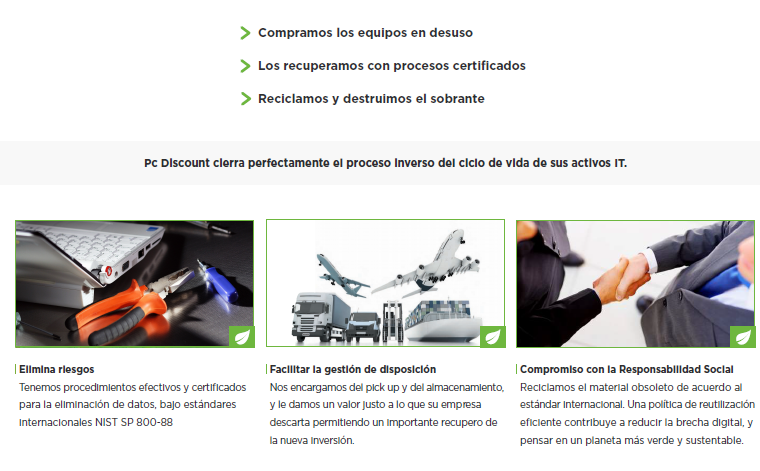 Compramos los equipos en desuso
Los recuperamos con procesos certificados
Reciclamos y destruimos el sobrante
Pc Discount cierra perfectamente el proceso inverso del ciclo de vida de sus activos IT.
Elimina riesgos
Tenemos procedimientos efectivos y certificados
para la eliminación de datos, bajo estándares
internacionales NIST SP 800-88
Facilitar la gestión de disposición
Nos encargamos del pick up y del almacenamiento,
y le damos un valor justo a lo que su empresa
descarta permitiendo un importante recupero de
la nueva inversión.
Compromiso con la Responsabilidad Social
Reciclamos el material obsoleto de acuerdo al
estándar internacional. Una política de reutilización
eficiente contribuye a reducir la brecha digital, y
pensar en un planeta más verde y sustentable.